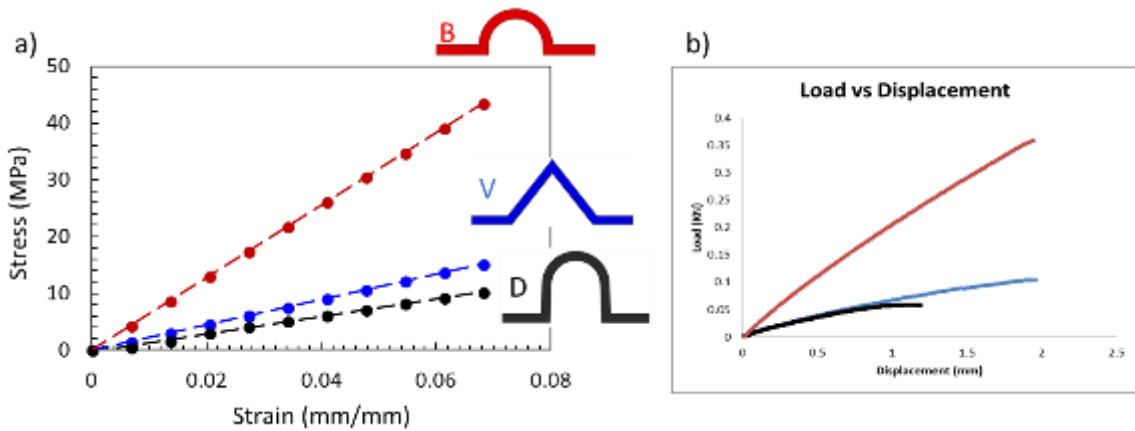 a)
B
50
40
30
20
10
0
Stress (MPa)
0
0.02
0.04
0.06
0.08
Strain (mm/mm)
V
D
b)
Load vs Displacement
0.4
0.35
0.3
0.25
0.2
0.15
0.1
0.05
0
Load (KN)
0
0.5
1
1.5
2
2.5
Displacement (mm)